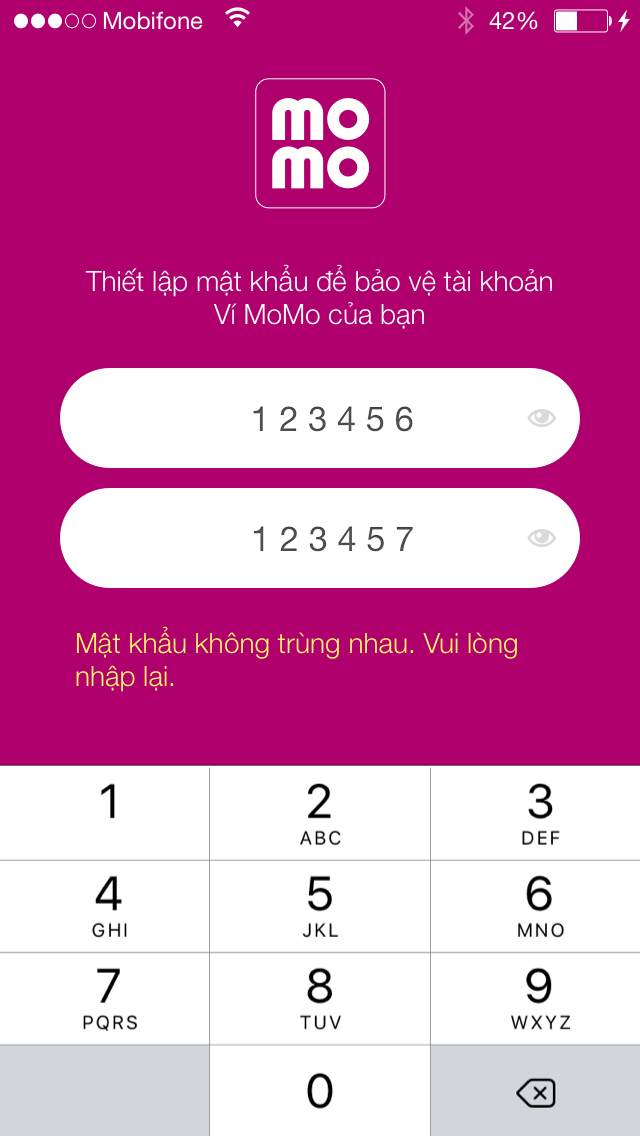 Mobifone 42%
mo
mo
Thiết lập mật khẩu để bảo vệ tài khoản
Ví MoMo của bạn
1 2 3 4 5 6
1 2 3 4 5 7
Mật khẩu không trùng nhau. Vui lòng
nhập lại.
1 2 3
ABC DEF
4 5 6
GHI JKL MNO
7 8 9
PQRS TUV WXYZ
0